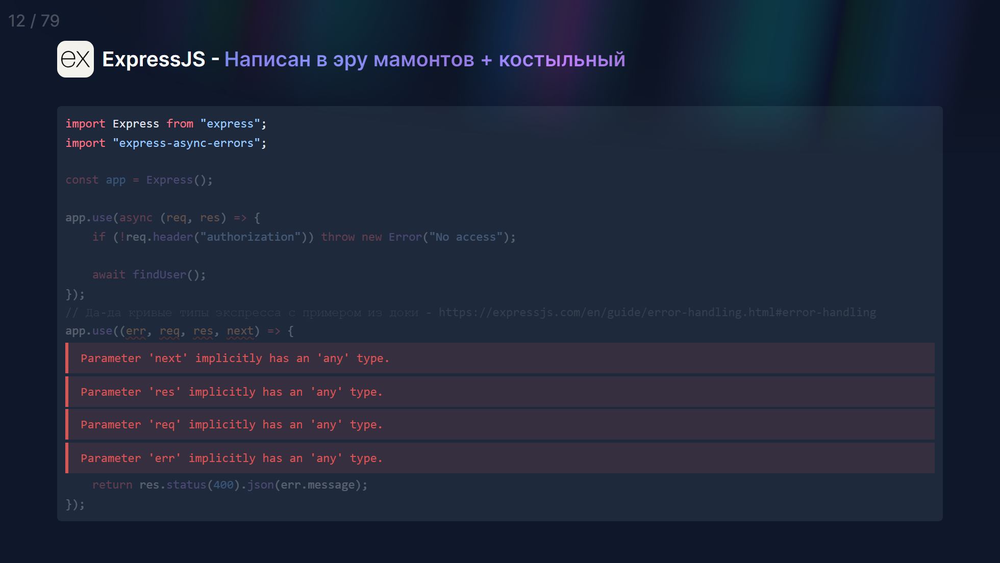 12 / 79
ex ExpressJS - Написан в эру мамонтов + костыльный
import Express from "express";
import "express-async-errors";
const app = Express();
app.use(async (req, res) => {
    if (!req.header("authorization")) throw new Error("No access");
    await findUser();
});
// Да-да кривые типы экспресса с примером из доки - https://expressjs.com/en/guide/error-handling.html#error-handling
app.use((err, req, res, next) => {
Parameter 'next' implicitly has an 'any' type.
Parameter 'res' implicitly has an 'any' type.
Parameter 'req' implicitly has an 'any' type.
Parameter 'err' implicitly has an 'any' type.
    return res.status(400).json(err.message);
});